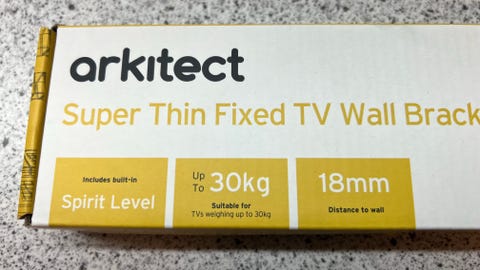 arkitect
Super Thin Fixed TV Wall Brack
Includes built-in
Spirit Level
Up
To 30kg
Suitable for
TVs weighing up to 30kg
18mm
Distance to wall